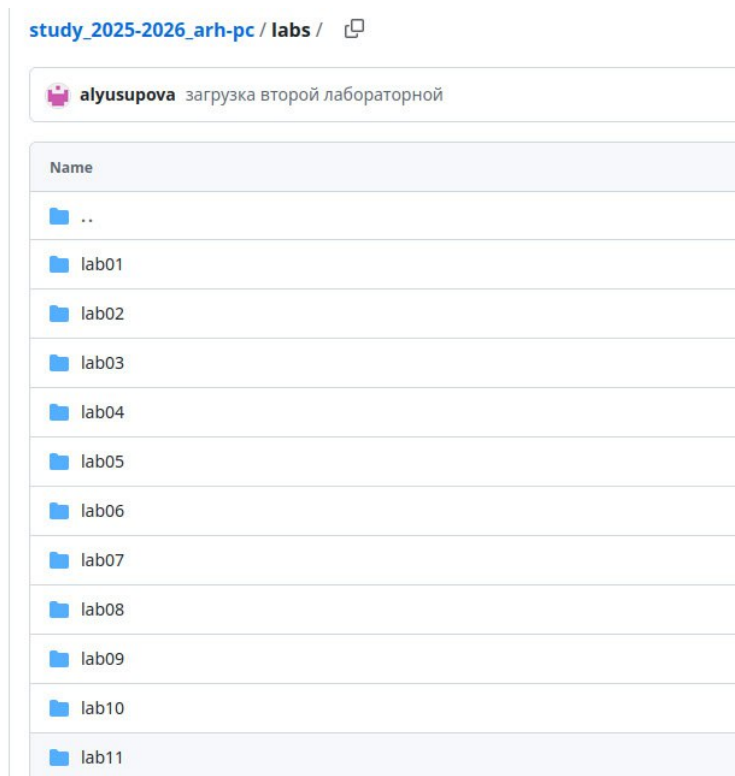 study_2025-2026_arh-pc / labs /
alyusupova загрузка второй лабораторной
Name
..
lab01
lab02
lab03
lab04
lab05
lab06
lab07
lab08
lab09
lab10
lab11